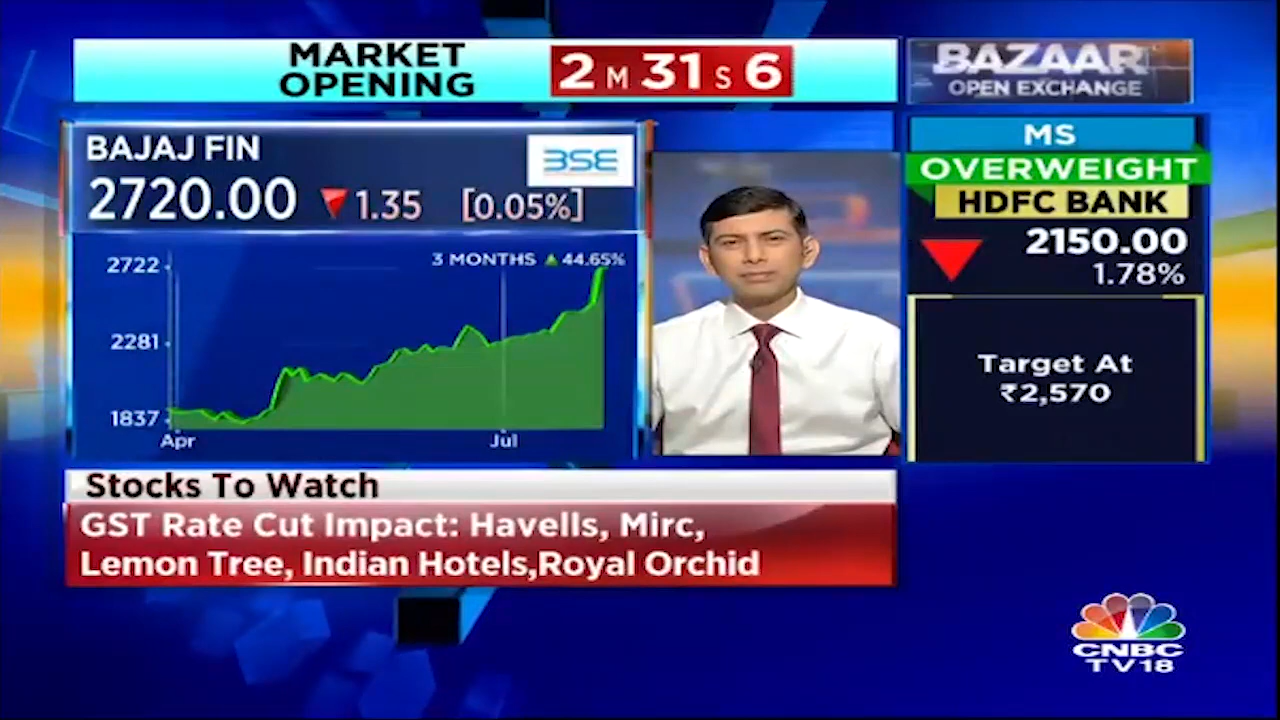 MARKET
OPENING
2 M 31 S 6
BAZAAR
OPEN EXCHANGE
BAJAJ FIN
BSE
2720.00 ▼ 1.35 [0.05%]
3 MONTHS ▲ 44.65%
2722
2281
1837
Apr Jul
MS
OVERWEIGHT
HDFC BANK
2150.00
1.78%
Target At
₹2,570
Stocks To Watch
GST Rate Cut Impact: Havells, Mirc,
Lemon Tree, Indian Hotels,Royal Orchid
CNBC
TV18